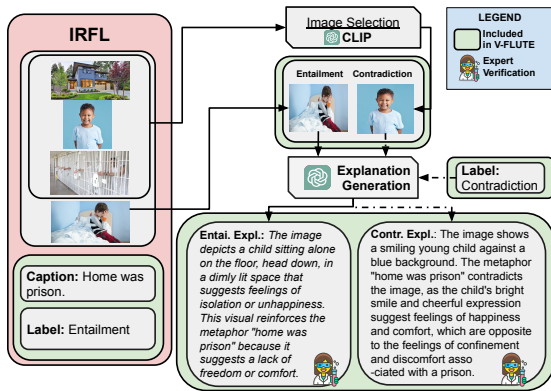 IRFL
Image Selection
CLIP
LEGEND
Included
in V-FLUTE
Expert
Verification
Entailment
Contradiction
Explanation
Generation
Label:
Contradiction
Caption: Home was
prison.
Label: Entailment
Entai. Expl.: The image
depicts a child sitting alone
on the floor, head down, in
a dimly lit space that
suggests feelings of
isolation or unhappiness.
This visual reinforces the
metaphor "home was
prison" because it
suggests a lack of
freedom or comfort.
Contr. Expl.: The image shows
a smiling young child against a
blue background. The metaphor
"home was prison" contradicts
the image, as the child's bright
smile and cheerful expression
suggest feelings of happiness
and comfort, which are opposite
to the feelings of confinement
and discomfort asso
-ciated with a prison.